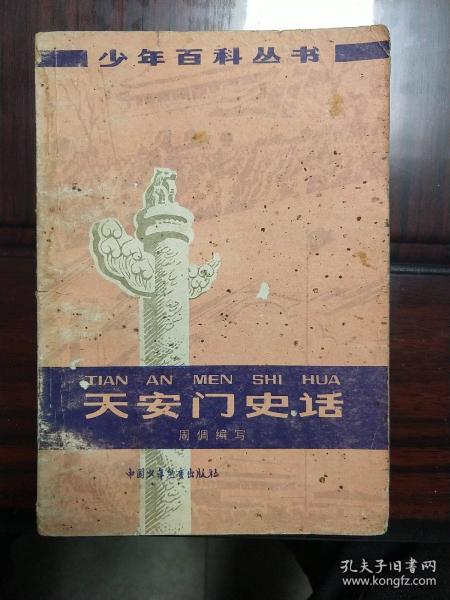 少年百科丛书
TIAN AN MEN SHI HUA
天安门史话
周倜编写
中国少年儿童出版社
孔夫子旧书网
www.kongfz.com